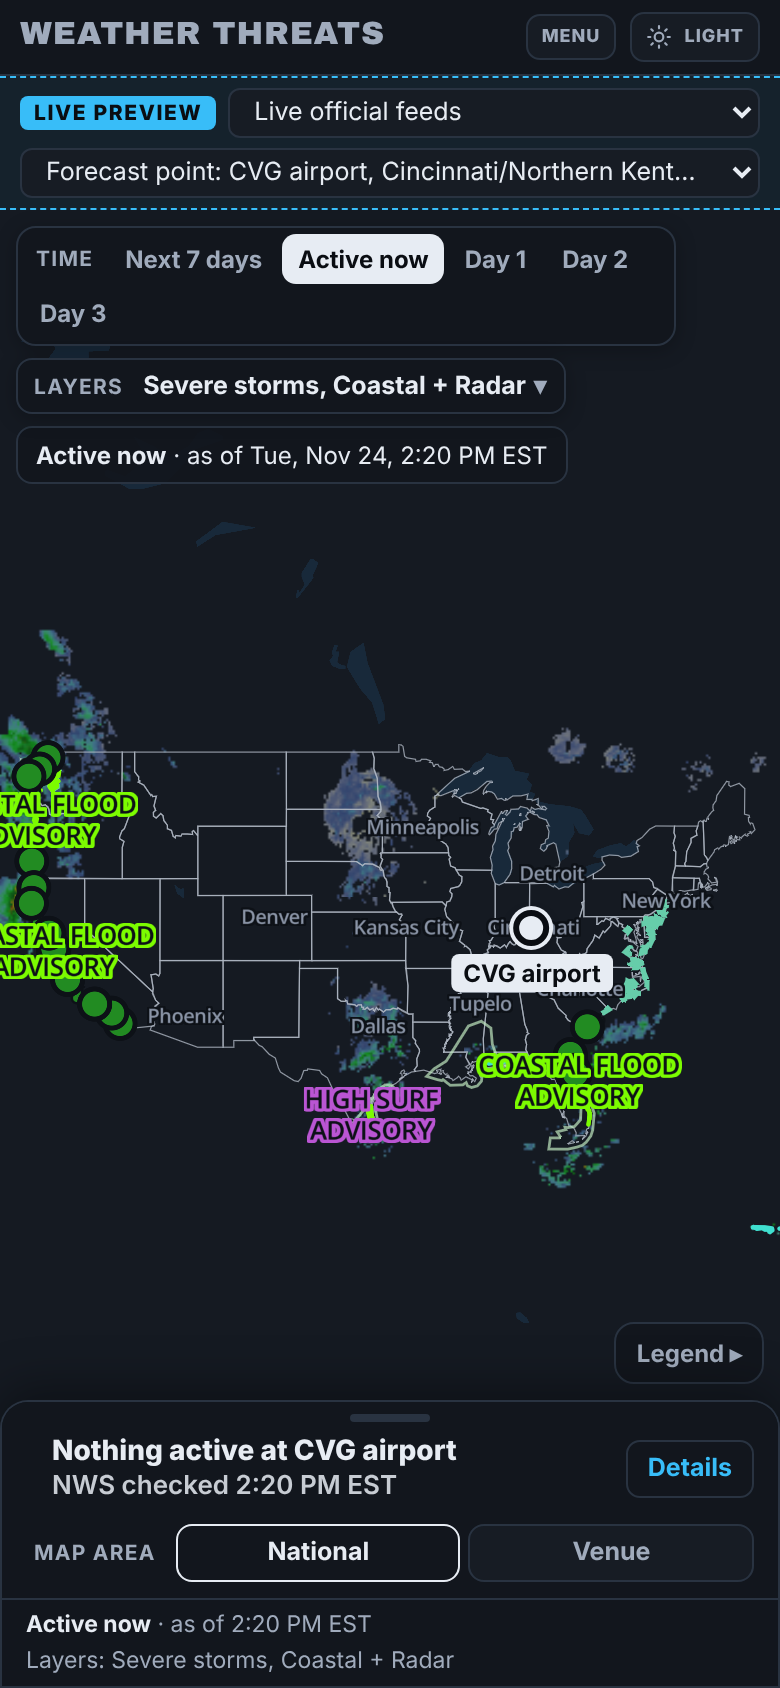 WEATHER THREATS
MENU
LIGHT
LIVE PREVIEW
Live official feeds
Forecast point: CVG airport, Cincinnati/Northern Kent...
TIME
Next 7 days
Active now
Day 1
Day 2
Day 3
LAYERS
Severe storms, Coastal + Radar ▾
Active now · as of Tue, Nov 24, 2:20 PM EST
TAL FLOOD
DVISORY
Minneapolis
Detroit
New York
Denver
Kansas City
Cin ati
ASTAL FLOOD
ADVISORY
CVG airport
Charlotte
Tupelo
Phoenix
Dallas
COASTAL FLOOD
ADVISORY
HIGH SURF
ADVISORY
Legend ▸
Nothing active at CVG airport
NWS checked 2:20 PM EST
Details
MAP AREA
National
Venue
Active now · as of 2:20 PM EST
Layers: Severe storms, Coastal + Radar